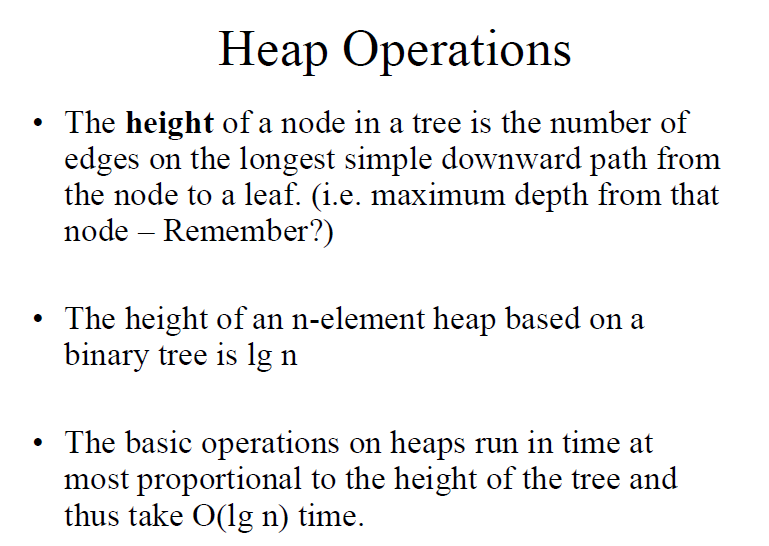 Heap Operations
• The height of a node in a tree is the number of
edges on the longest simple downward path from
the node to a leaf. (i.e. maximum depth from that
node – Remember?)
• The height of an n-element heap based on a
binary tree is lg n
• The basic operations on heaps run in time at
most proportional to the height of the tree and
thus take O(lg n) time.